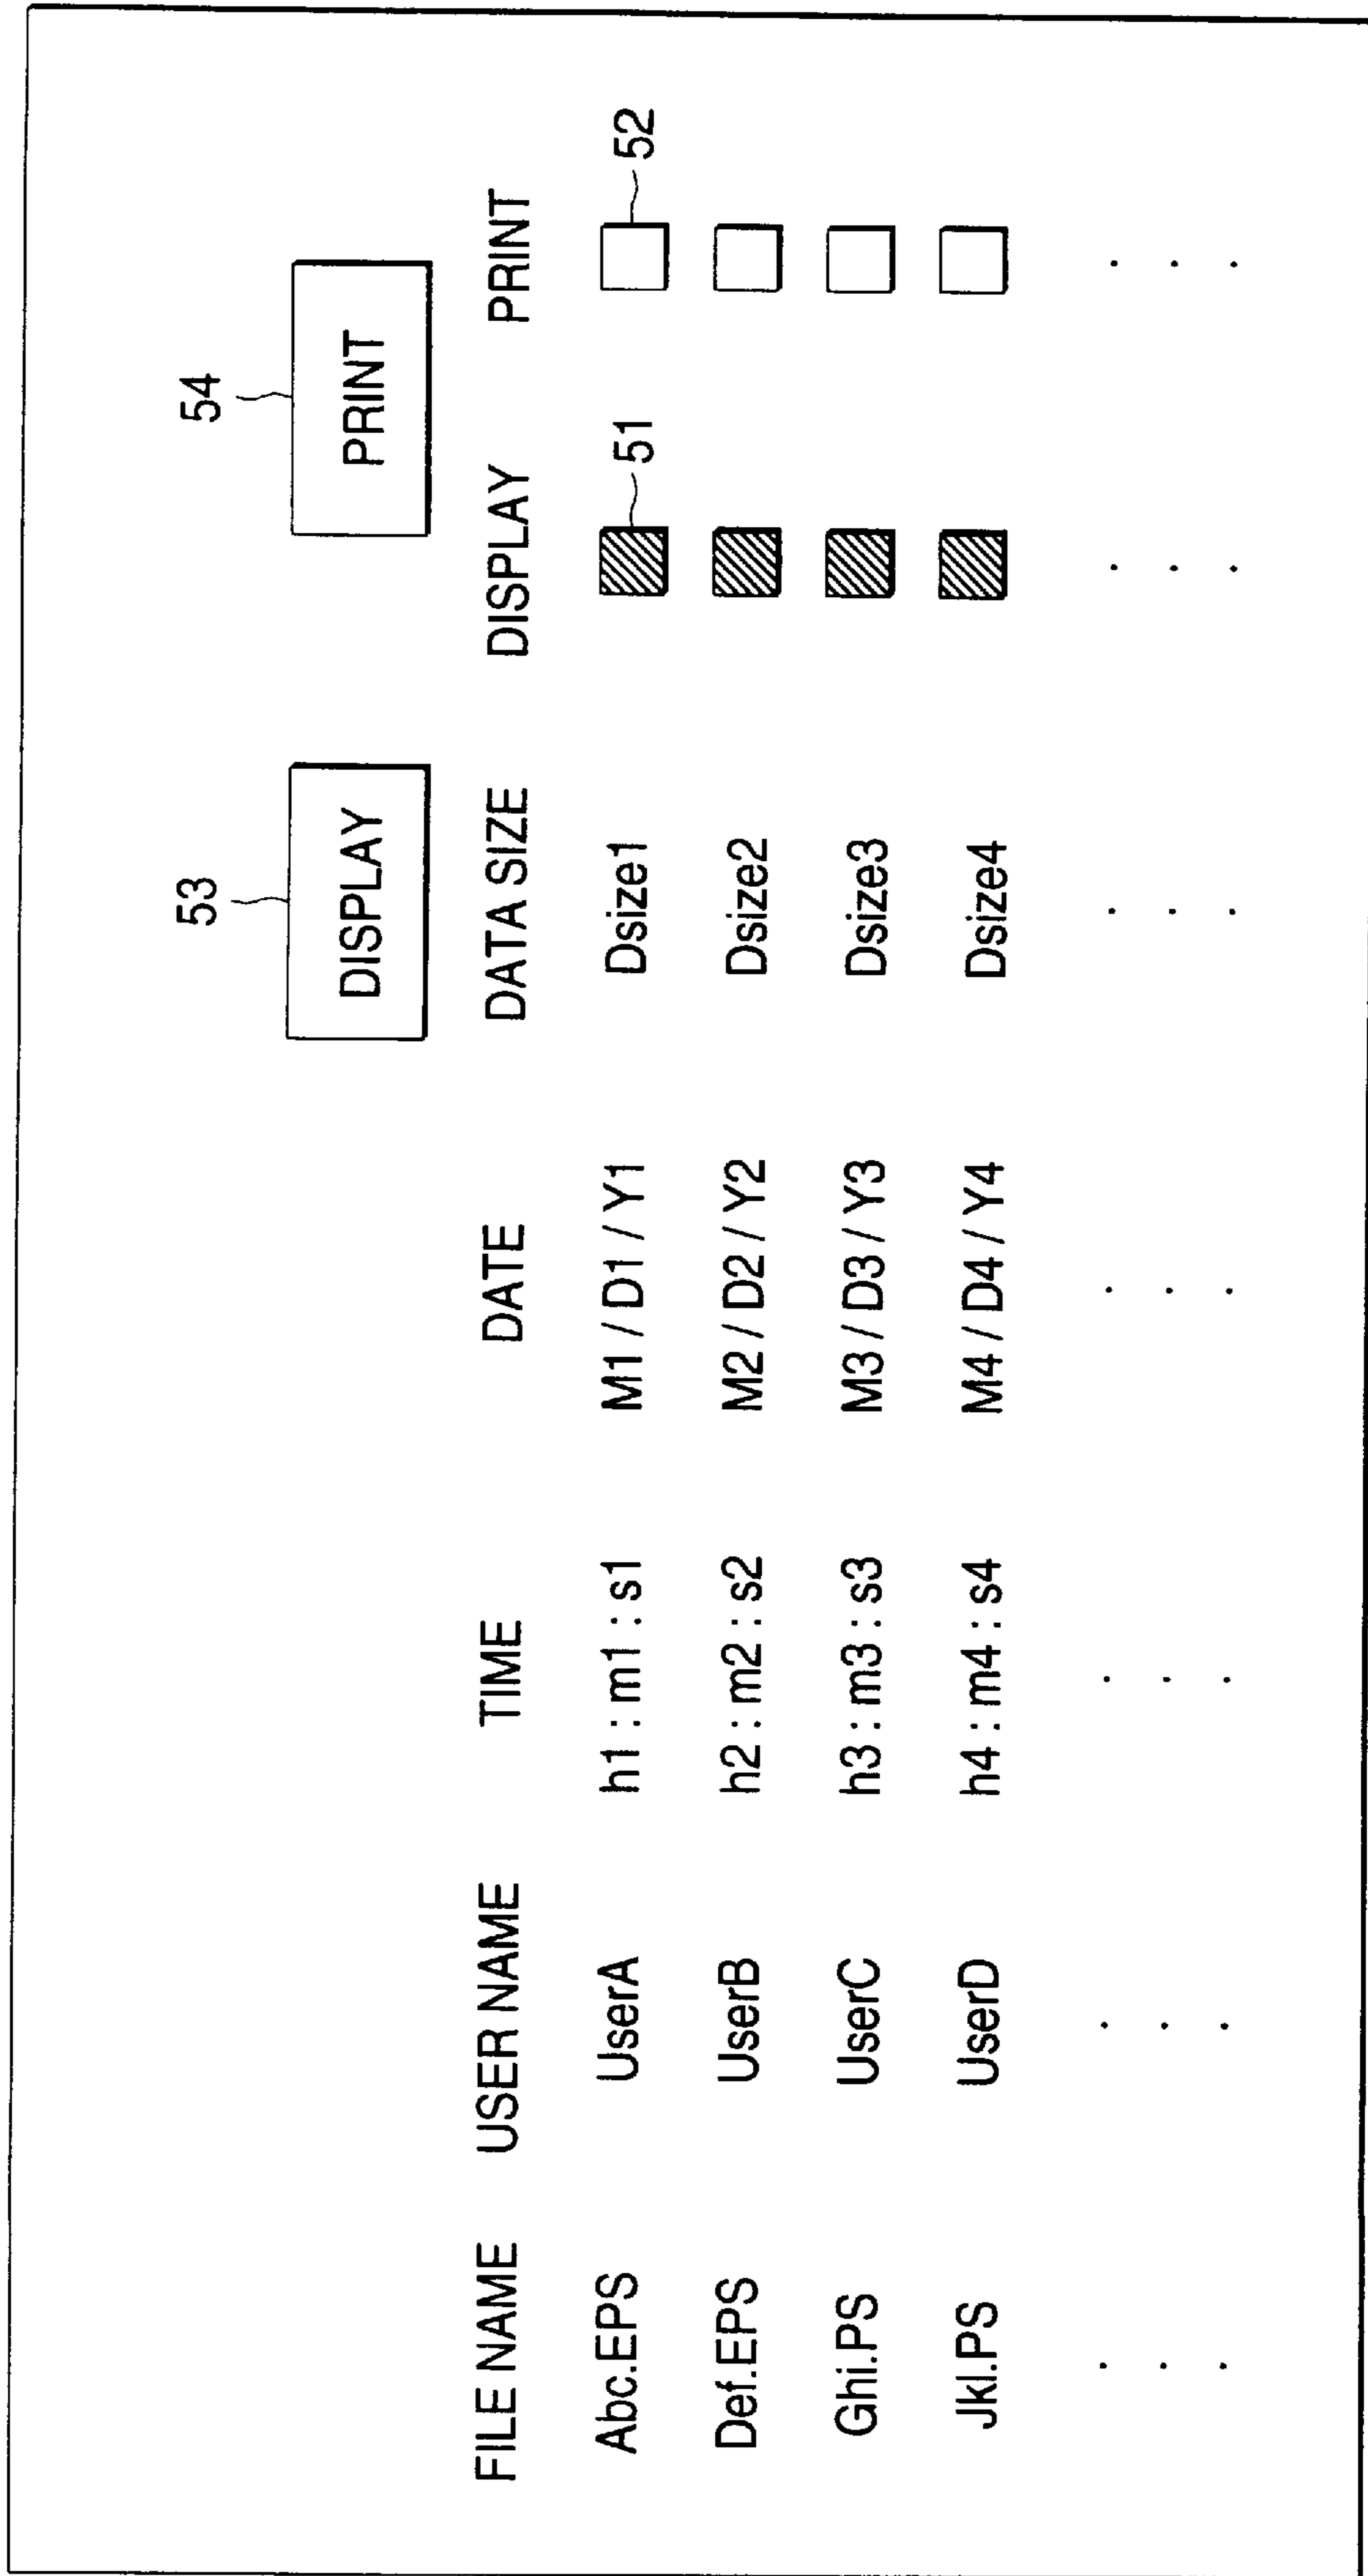 53 54
DISPLAY PRINT
FILE NAME USER NAME TIME DATE DATA SIZE DISPLAY PRINT
Abc.EPS UserA h1 : m1 : s1 M1 / D1 / Y1 Dsize1 51 52
Def.EPS UserB h2 : m2 : s2 M2 / D2 / Y2 Dsize2
Ghi.PS UserC h3 : m3 : s3 M3 / D3 / Y3 Dsize3
Jkl.PS UserD h4 : m4 : s4 M4 / D4 / Y4 Dsize4